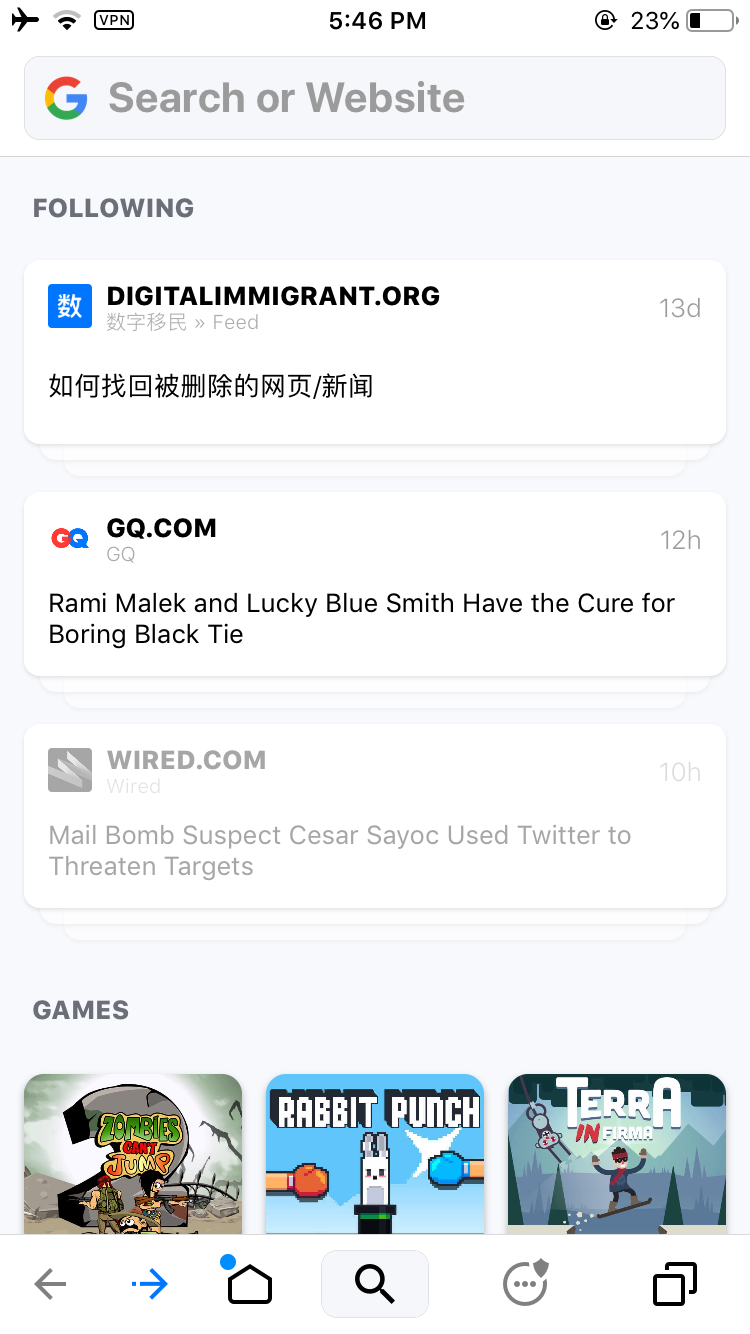 VPN
5:46 PM
23%
Search or Website
FOLLOWING
数
DIGITALIMMIGRANT.ORG
13d
数字移民 » Feed
如何找回被删除的网页/新闻
GQ
GQ.COM
12h
GQ
Rami Malek and Lucky Blue Smith Have the Cure for
Boring Black Tie
WIRED.COM
10h
Wired
Mail Bomb Suspect Cesar Sayoc Used Twitter to
Threaten Targets
GAMES
2
ZOMBIES
CAN'T
JUMP
RABBIT PUNCH
TERRA
IN FIRMA